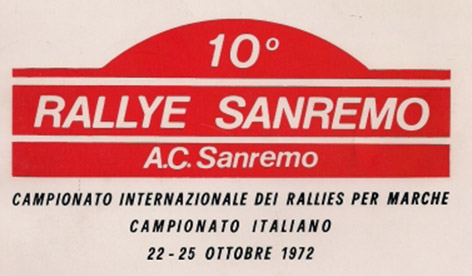 10°
RALLYE SANREMO
A.C. Sanremo
CAMPIONATO INTERNAZIONALE DEI RALLIES PER MARCHE
CAMPIONATO ITALIANO
22-25 OTTOBRE 1972